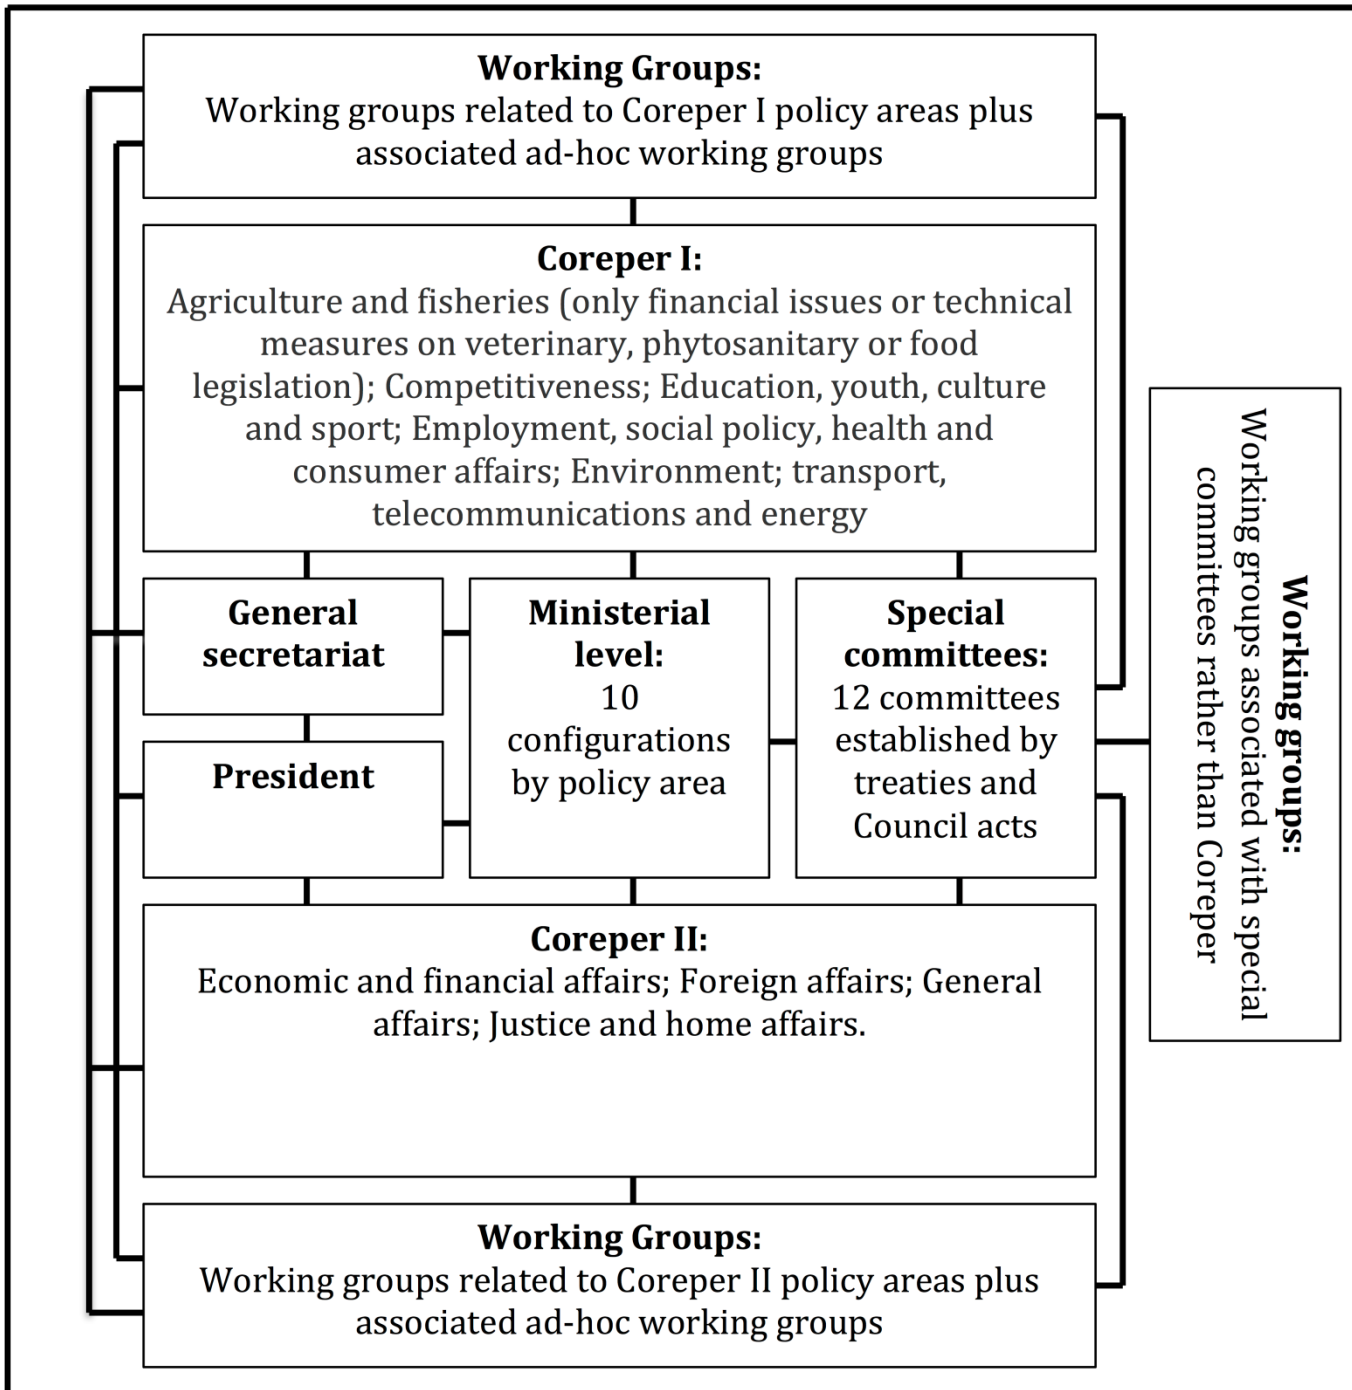 Working Groups:
Working groups related to Coreper I policy areas plus
associated ad-hoc working groups
Coreper I:
Agriculture and fisheries (only financial issues or technical
measures on veterinary, phytosanitary or food
legislation); Competitiveness; Education, youth, culture
and sport; Employment, social policy, health and
consumer affairs; Environment; transport,
telecommunications and energy
General
secretariat
President
Ministerial
level:
10
configurations
by policy area
Special
committees:
12 committees
established by
treaties and
Council acts
Working groups:
Working groups associated with special
committees rather than Coreper
Coreper II:
Economic and financial affairs; Foreign affairs; General
affairs; Justice and home affairs.
Working Groups:
Working groups related to Coreper II policy areas plus
associated ad-hoc working groups